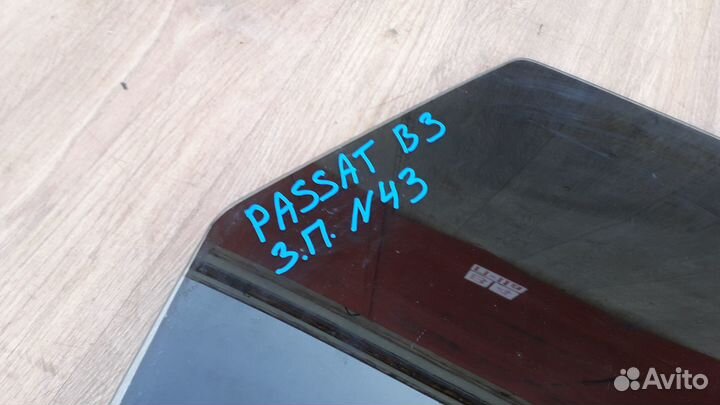 PASSAT B3
З.П. N43
Avito